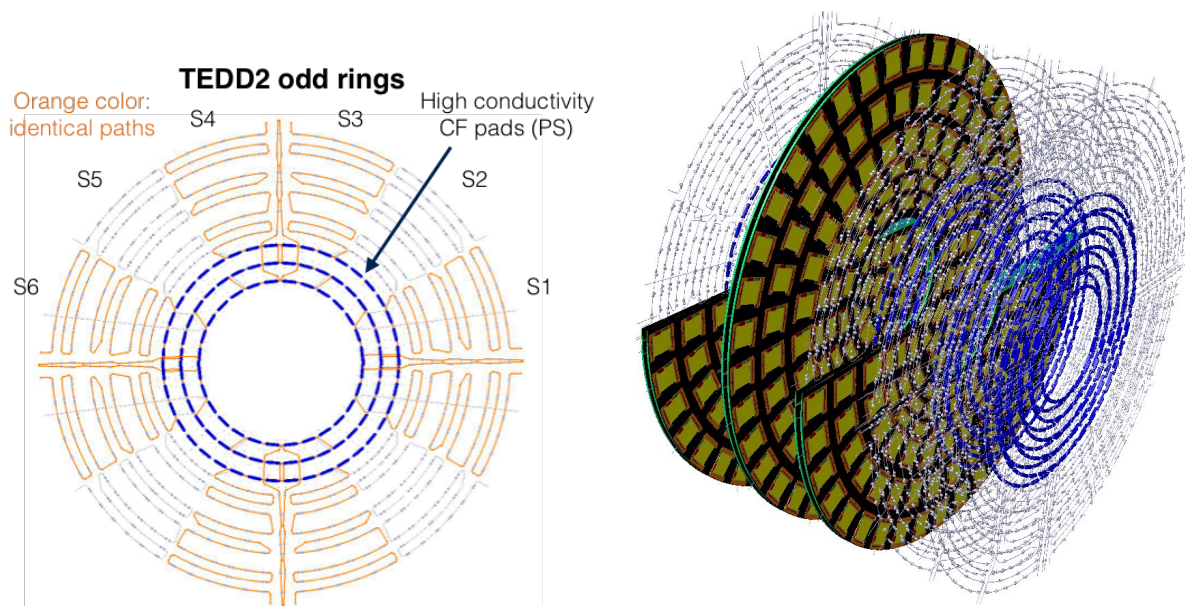 TEDD2 odd rings
Orange color:
identical paths
High conductivity
CF pads (PS)
S4
S3
S5
S2
S6
S1